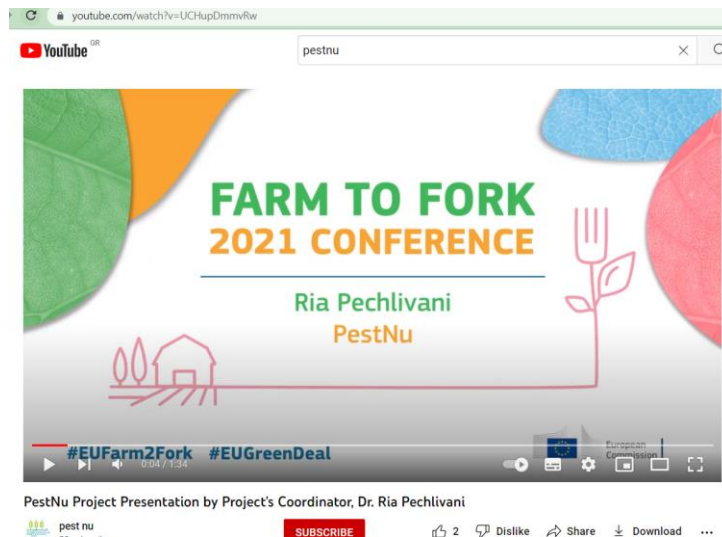 youtube.com/watch?v=UCHupDmmvRw
YouTube GR
pestnu
FARM TO FORK
2021 CONFERENCE
Ria Pechlivani
PestNu
#EUFarm2Fork #EUGreenDeal
European
Commission
0:04 / 1:34
PestNu Project Presentation by Project's Coordinator, Dr. Ria Pechlivani
pest nu
SUBSCRIBE
2 Dislike Share Download ...